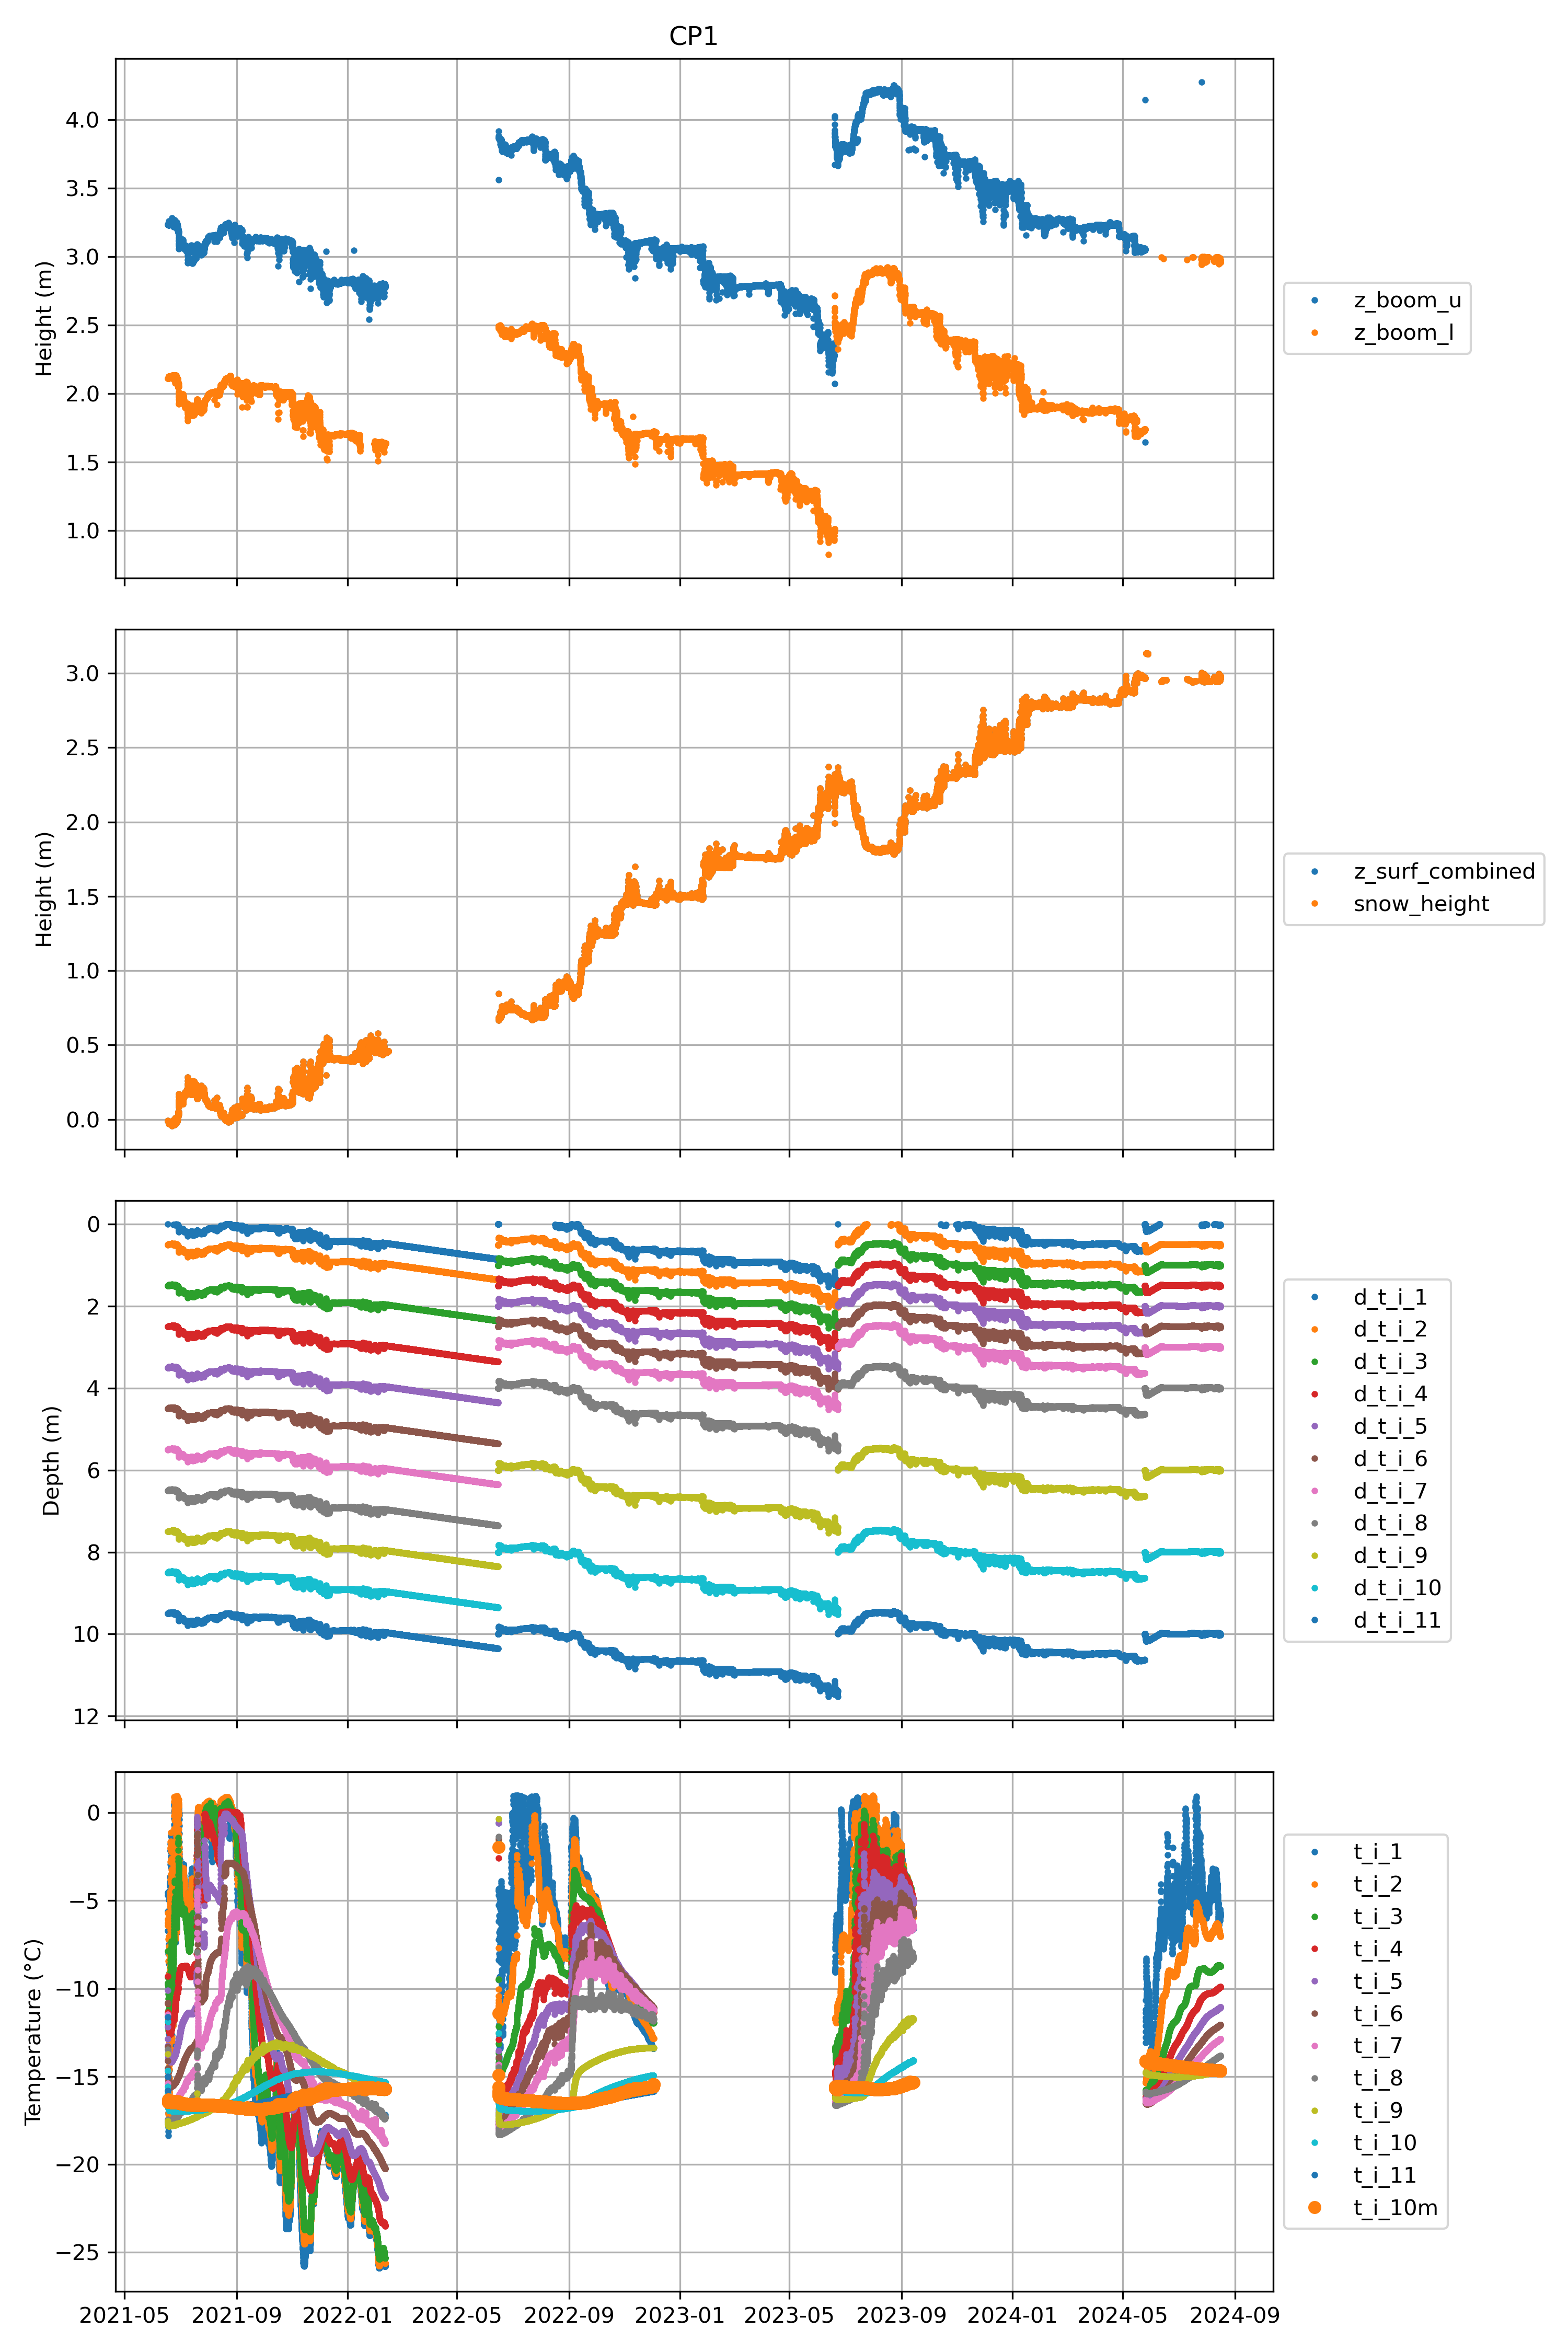 CP1
Height (m)
4.0
3.5
3.0
2.5
2.0
1.5
1.0
z_boom_u
z_boom_l
Height (m)
3.0
2.5
2.0
1.5
1.0
0.5
0.0
z_surf_combined
snow_height
Depth (m)
0
2
4
6
8
10
12
d_t_i_1
d_t_i_2
d_t_i_3
d_t_i_4
d_t_i_5
d_t_i_6
d_t_i_7
d_t_i_8
d_t_i_9
d_t_i_10
d_t_i_11
Temperature (°C)
0
−5
−10
−15
−20
−25
t_i_1
t_i_2
t_i_3
t_i_4
t_i_5
t_i_6
t_i_7
t_i_8
t_i_9
t_i_10
t_i_11
t_i_10m
2021-05 2021-09 2022-01 2022-05 2022-09 2023-01 2023-05 2023-09 2024-01 2024-05 2024-09